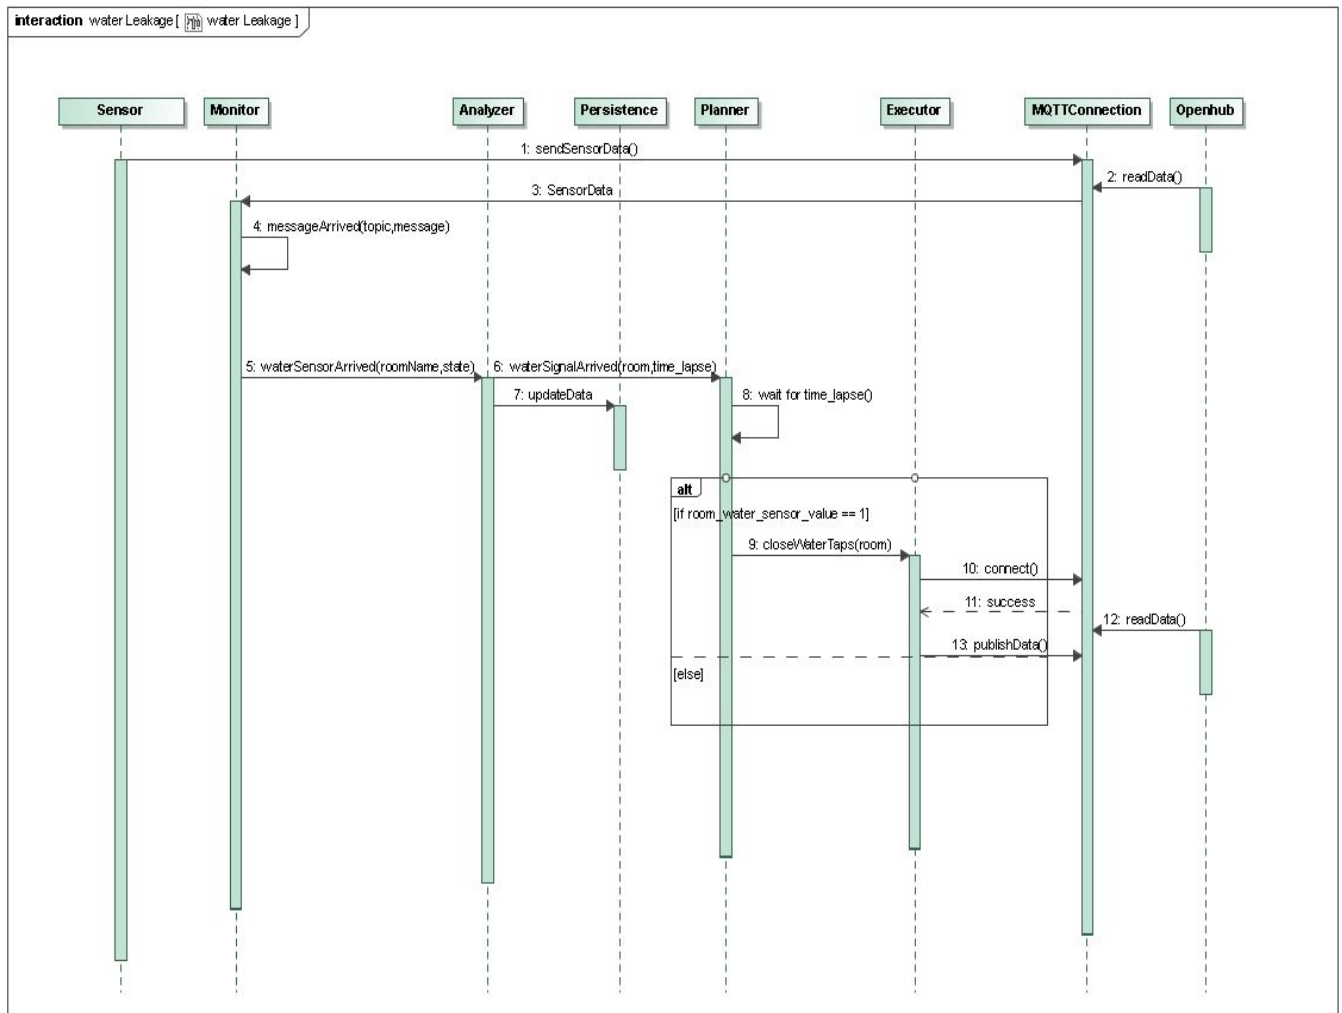 interaction water Leakage [ water Leakage ]
Sensor
Monitor
Analyzer
Persistence
Planner
Executor
MQTTConnection
Openhub
1: sendSensorData()
2: readData()
3: SensorData
4: messageArrived(topic,message)
5: waterSensorArrived(roomName,state)
6: waterSignalArrived(room,time_lapse)
7: updateData
8: wait for time_lapse()
alt
[if room_water_sensor_value == 1]
9: closeWaterTaps(room)
10: connect()
11: success
12: readData()
13: publishData()
[else]